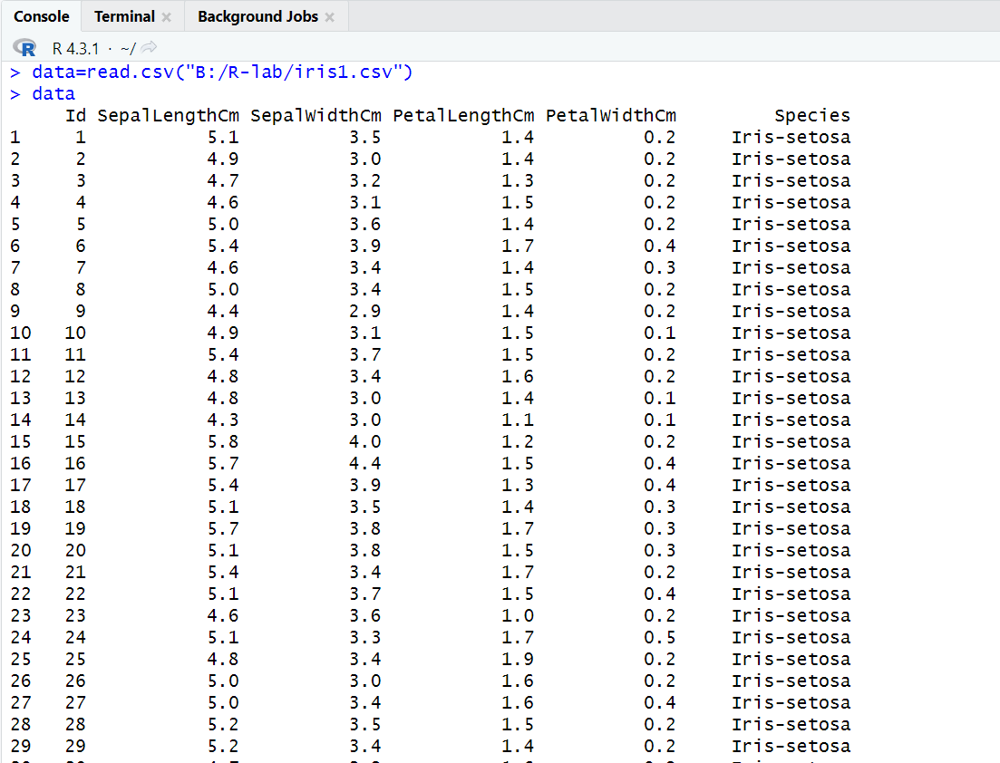 Console Terminal Background Jobs
R R 4.3.1 · ~/
> data=read.csv("B:/R-lab/iris1.csv")
> data
Id SepalLengthCm SepalWidthCm PetalLengthCm PetalWidthCm Species
1 1 5.1 3.5 1.4 0.2 Iris-setosa
2 2 4.9 3.0 1.4 0.2 Iris-setosa
3 3 4.7 3.2 1.3 0.2 Iris-setosa
4 4 4.6 3.1 1.5 0.2 Iris-setosa
5 5 5.0 3.6 1.4 0.2 Iris-setosa
6 6 5.4 3.9 1.7 0.4 Iris-setosa
7 7 4.6 3.4 1.4 0.3 Iris-setosa
8 8 5.0 3.4 1.5 0.2 Iris-setosa
9 9 4.4 2.9 1.4 0.2 Iris-setosa
10 10 4.9 3.1 1.5 0.1 Iris-setosa
11 11 5.4 3.7 1.5 0.2 Iris-setosa
12 12 4.8 3.4 1.6 0.2 Iris-setosa
13 13 4.8 3.0 1.4 0.1 Iris-setosa
14 14 4.3 3.0 1.1 0.1 Iris-setosa
15 15 5.8 4.0 1.2 0.2 Iris-setosa
16 16 5.7 4.4 1.5 0.4 Iris-setosa
17 17 5.4 3.9 1.3 0.4 Iris-setosa
18 18 5.1 3.5 1.4 0.3 Iris-setosa
19 19 5.7 3.8 1.7 0.3 Iris-setosa
20 20 5.1 3.8 1.5 0.3 Iris-setosa
21 21 5.4 3.4 1.7 0.2 Iris-setosa
22 22 5.1 3.7 1.5 0.4 Iris-setosa
23 23 4.6 3.6 1.0 0.2 Iris-setosa
24 24 5.1 3.3 1.7 0.5 Iris-setosa
25 25 4.8 3.4 1.9 0.2 Iris-setosa
26 26 5.0 3.0 1.6 0.2 Iris-setosa
27 27 5.0 3.4 1.6 0.4 Iris-setosa
28 28 5.2 3.5 1.5 0.2 Iris-setosa
29 29 5.2 3.4 1.4 0.2 Iris-setosa